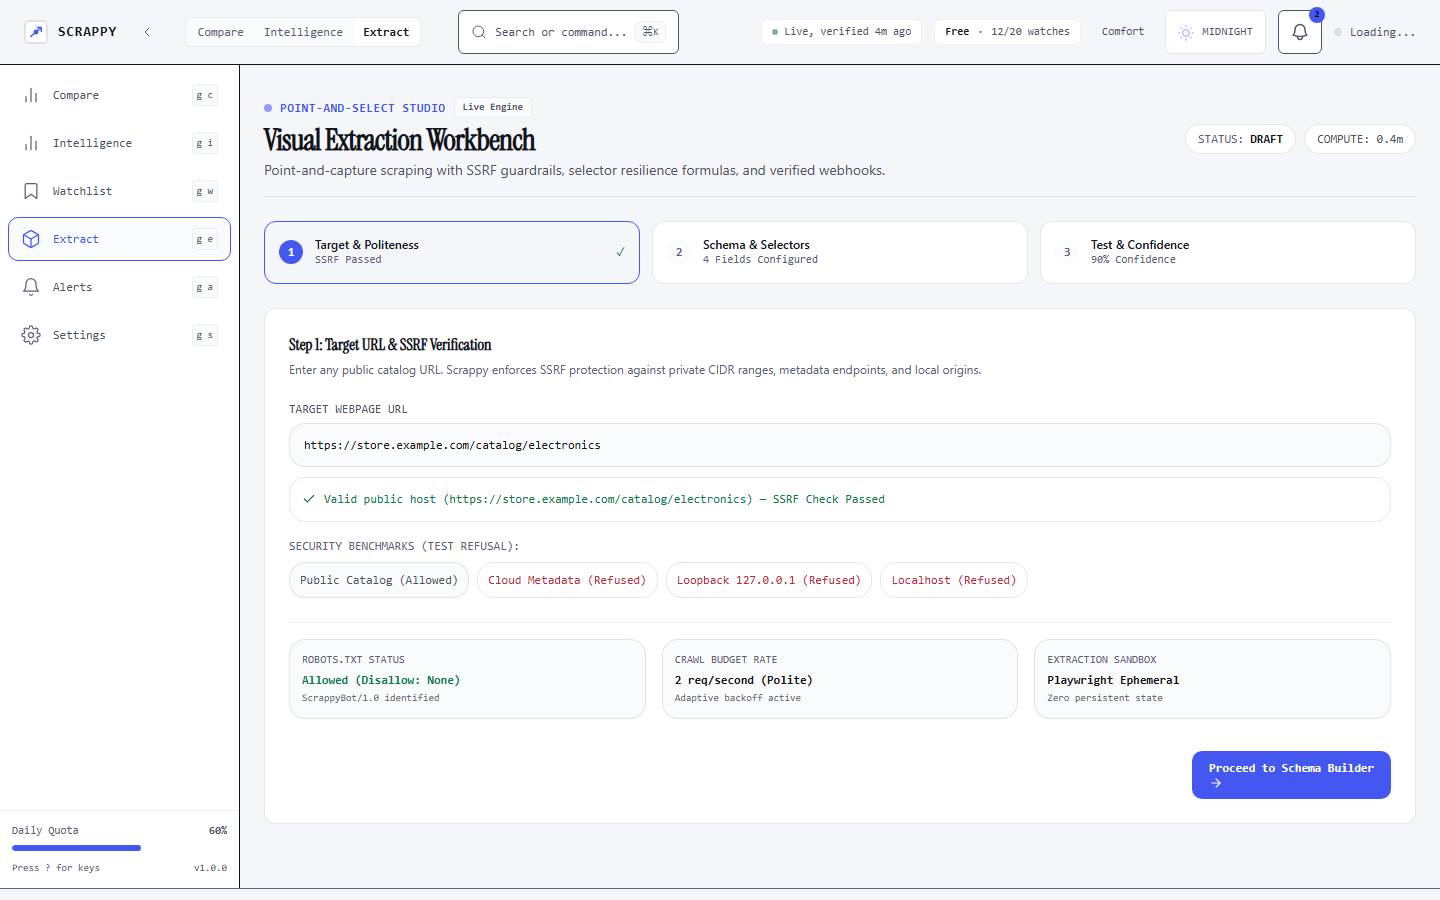 SCRAPPY
Compare Intelligence Extract
Search or command... ⌘K
Live, verified 4m ago
Free · 12/20 watches
Comfort
MIDNIGHT
2
Loading...
Compare g c
Intelligence g i
Watchlist g w
Extract g e
Alerts g a
Settings g s
Daily Quota 60%
Press ? for keys v1.0.0
POINT-AND-SELECT STUDIO Live Engine
Visual Extraction Workbench
Point-and-capture scraping with SSRF guardrails, selector resilience formulas, and verified webhooks.
STATUS: DRAFT COMPUTE: 0.4m
1 Target & Politeness
SSRF Passed ✓
2 Schema & Selectors
4 Fields Configured
3 Test & Confidence
90% Confidence
Step 1: Target URL & SSRF Verification
Enter any public catalog URL. Scrappy enforces SSRF protection against private CIDR ranges, metadata endpoints, and local origins.
TARGET WEBPAGE URL
https://store.example.com/catalog/electronics
✓ Valid public host (https://store.example.com/catalog/electronics) — SSRF Check Passed
SECURITY BENCHMARKS (TEST REFUSAL):
Public Catalog (Allowed) Cloud Metadata (Refused) Loopback 127.0.0.1 (Refused) Localhost (Refused)
ROBOTS.TXT STATUS
Allowed (Disallow: None)
ScrappyBot/1.0 identified
CRAWL BUDGET RATE
2 req/second (Polite)
Adaptive backoff active
EXTRACTION SANDBOX
Playwright Ephemeral
Zero persistent state
Proceed to Schema Builder
→